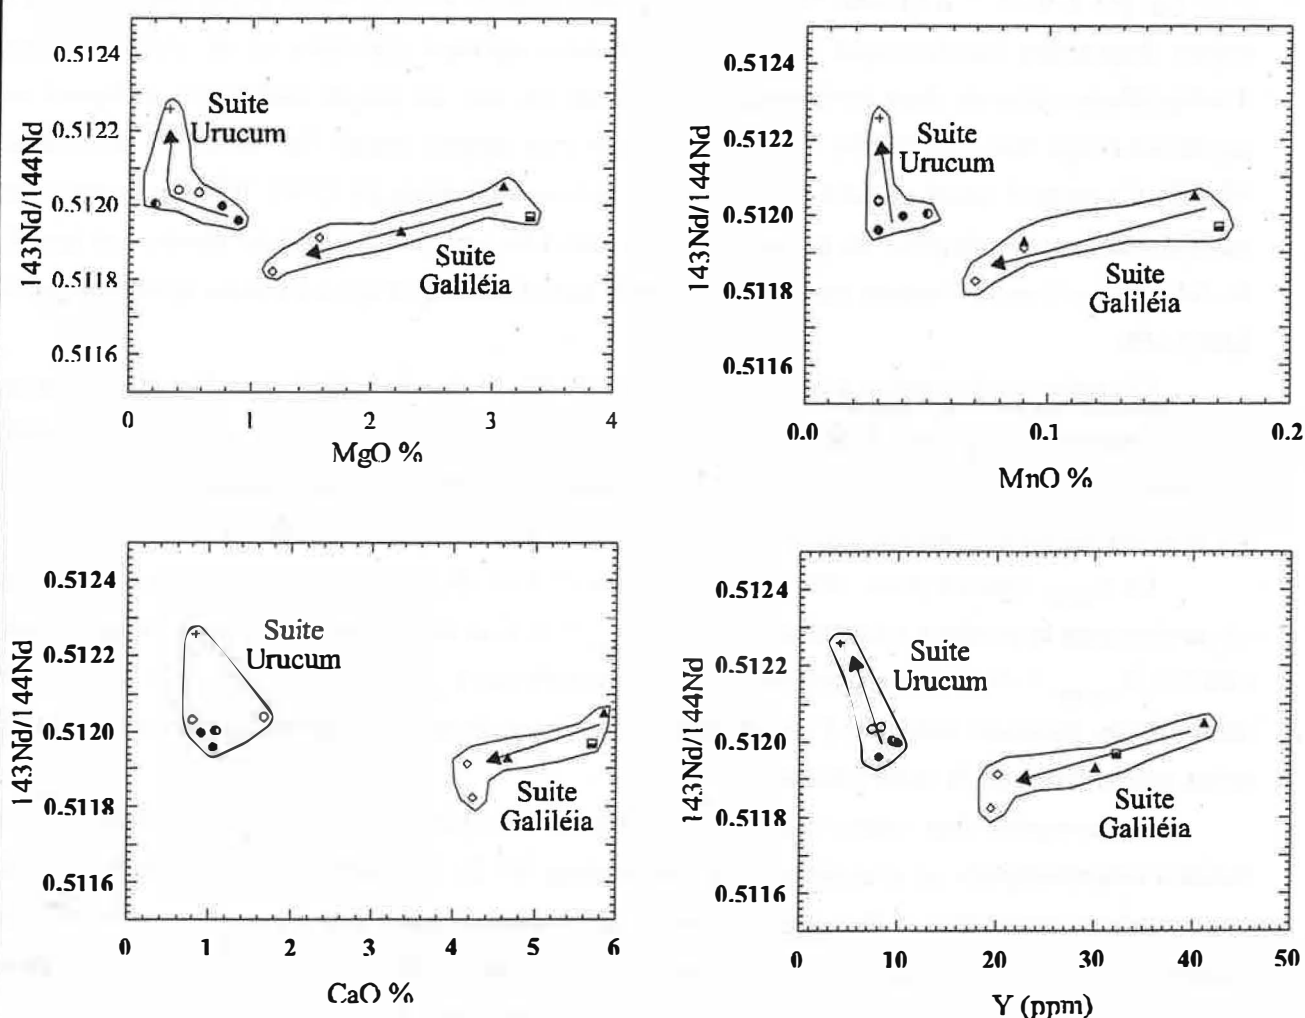 0.5124
0.5122
0.5120
0.5118
0.5116
143Nd/144Nd
Suite
Urucum
Suite
Galiléia
0 1 2 3 4
MgO %
0.5124
0.5122
0.5120
0.5118
0.5116
143Nd/144Nd
Suite
Urucum
Suite
Galiléia
0.0 0.1 0.2
MnO %
0.5124
0.5122
0.5120
0.5118
0.5116
143Nd/144Nd
Suite
Urucum
Suite
Galiléia
0 1 2 3 4 5 6
CaO %
0.5124
0.5122
0.5120
0.5118
0.5116
143Nd/144Nd
Suite
Urucum
Suite
Galiléia
0 10 20 30 40 50
Y (ppm)